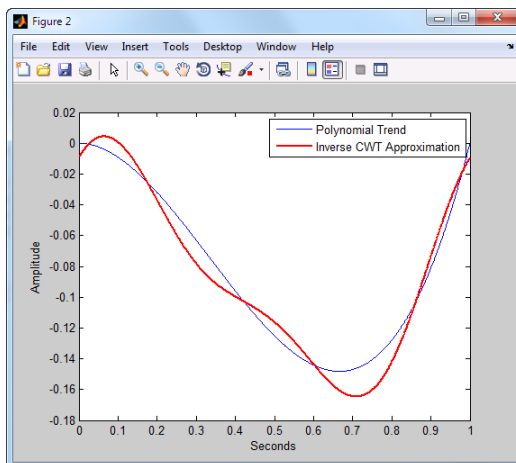 Figure 2
File Edit View Insert Tools Desktop Window Help
0.02
0
-0.02
-0.04
-0.06
-0.08
-0.1
-0.12
-0.14
-0.16
-0.18
Amplitude
Polynomial Trend
Inverse CWT Approximation
0 0.1 0.2 0.3 0.4 0.5 0.6 0.7 0.8 0.9 1
Seconds